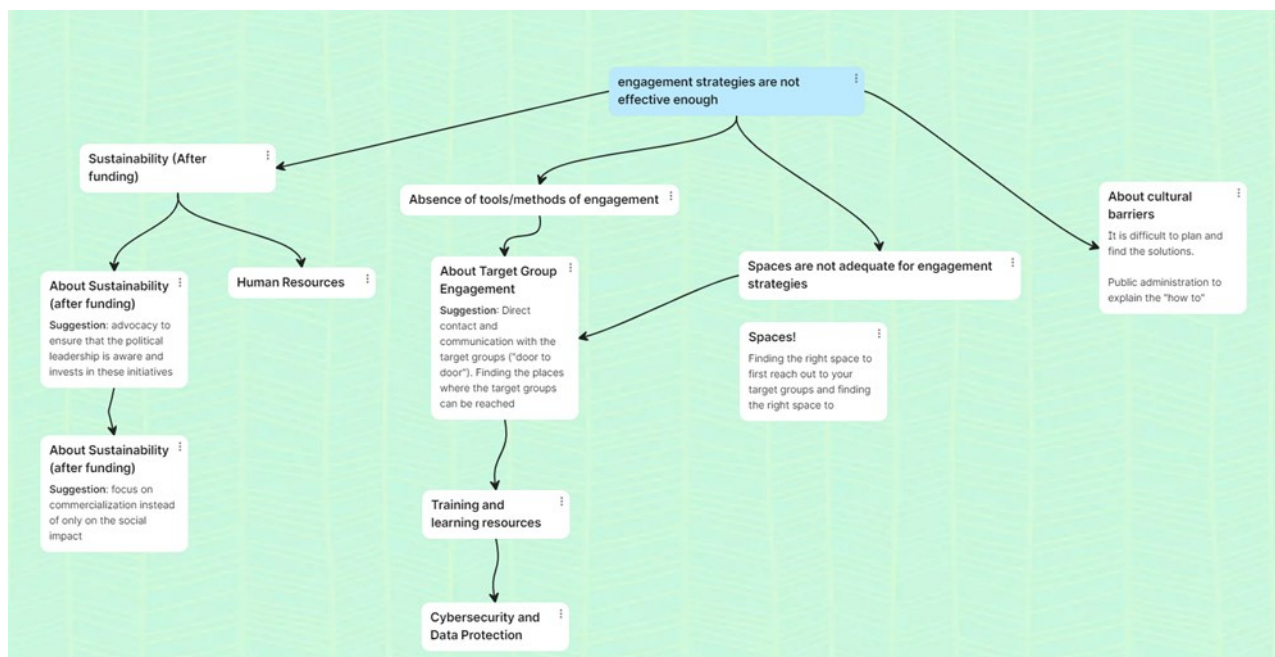 engagement strategies are not
effective enough
Sustainability (After
funding)
Absence of tools/methods of engagement
About cultural
barriers
It is difficult to plan and
find the solutions.
Public administration to
explain the "how to"
About Sustainability
(after funding)
Suggestion: advocacy to
ensure that the political
leadership is aware and
invests in these initiatives
Human Resources
About Target Group
Engagement
Suggestion: Direct
contact and
communication with the
target groups ("door to
door"). Finding the places
where the target groups
can be reached
Spaces are not adequate for engagement
strategies
Spaces!
Finding the right space to
first reach out to your
target groups and finding
the right space to
About Sustainability
(after funding)
Suggestion: focus on
commercialization instead
of only on the social
impact
Training and
learning resources
Cybersecurity and
Data Protection